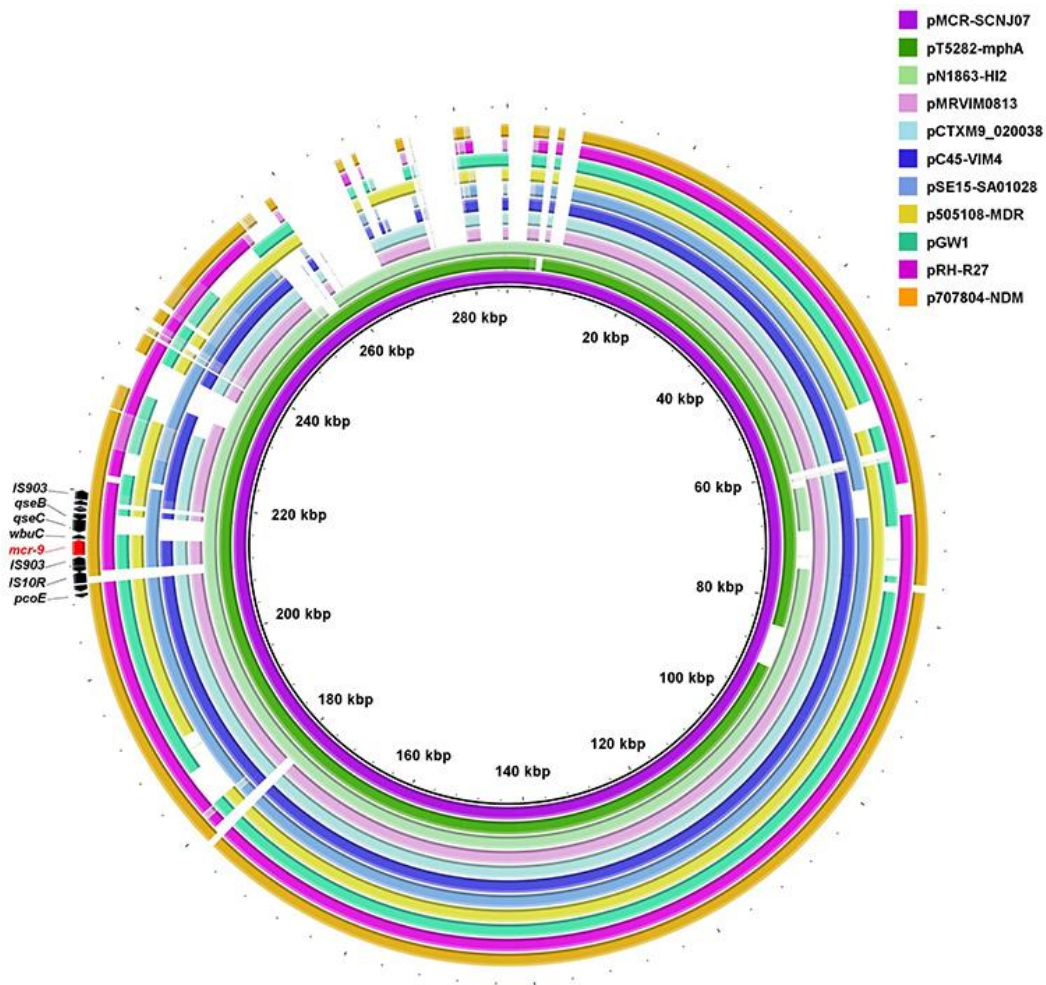 pMCR-SCNJ07
pT5282-mphA
pN1863-HI2
pMRVIM0813
pCTXM9_020038
pC45-VIM4
pSE15-SA01028
p505108-MDR
pGW1
pRH-R27
p707804-NDM
280 kbp
20 kbp
260 kbp
40 kbp
240 kbp
60 kbp
220 kbp
80 kbp
200 kbp
100 kbp
180 kbp
120 kbp
160 kbp
140 kbp
IS903
qseB
qseC
wbuC
mcr-9
IS903
IS10R
pcoE